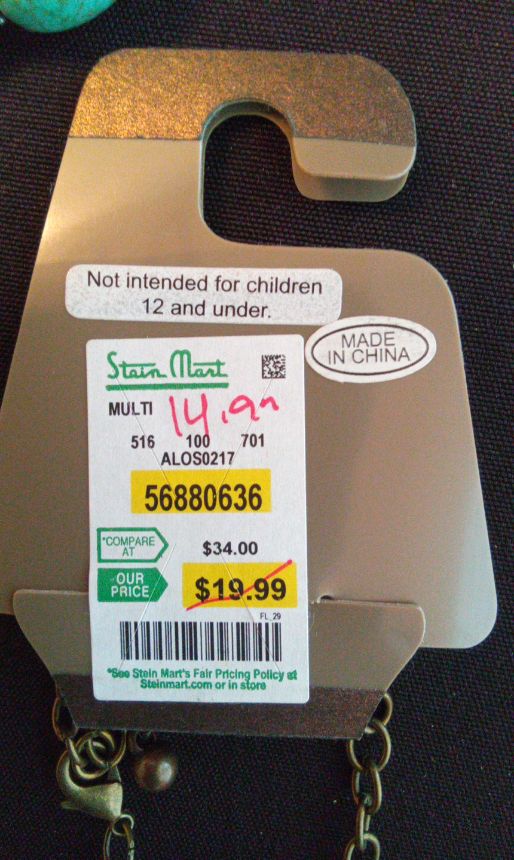 Not intended for children
12 and under.
MADE
IN CHINA
Stein Mart
MULTI
14.99
516 100 701
ALOS0217
56880636
*COMPARE
AT
$34.00
OUR
PRICE
$19.99
FL_29
*See Stein Mart's Fair Pricing Policy at
Steinmart.com or in store